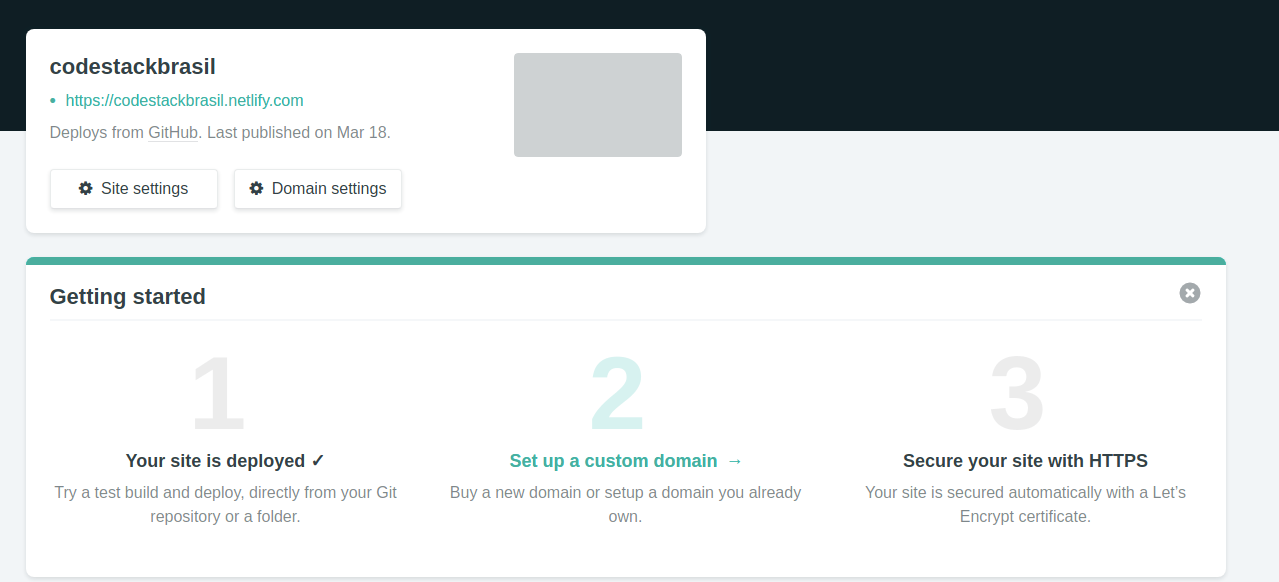 codestackbrasil
• https://codestackbrasil.netlify.com
Deploys from GitHub. Last published on Mar 18.
Site settings
Domain settings
Getting started
1
Your site is deployed ✓
Try a test build and deploy, directly from your Git
repository or a folder.
2
Set up a custom domain →
Buy a new domain or setup a domain you already
own.
3
Secure your site with HTTPS
Your site is secured automatically with a Let’s
Encrypt certificate.